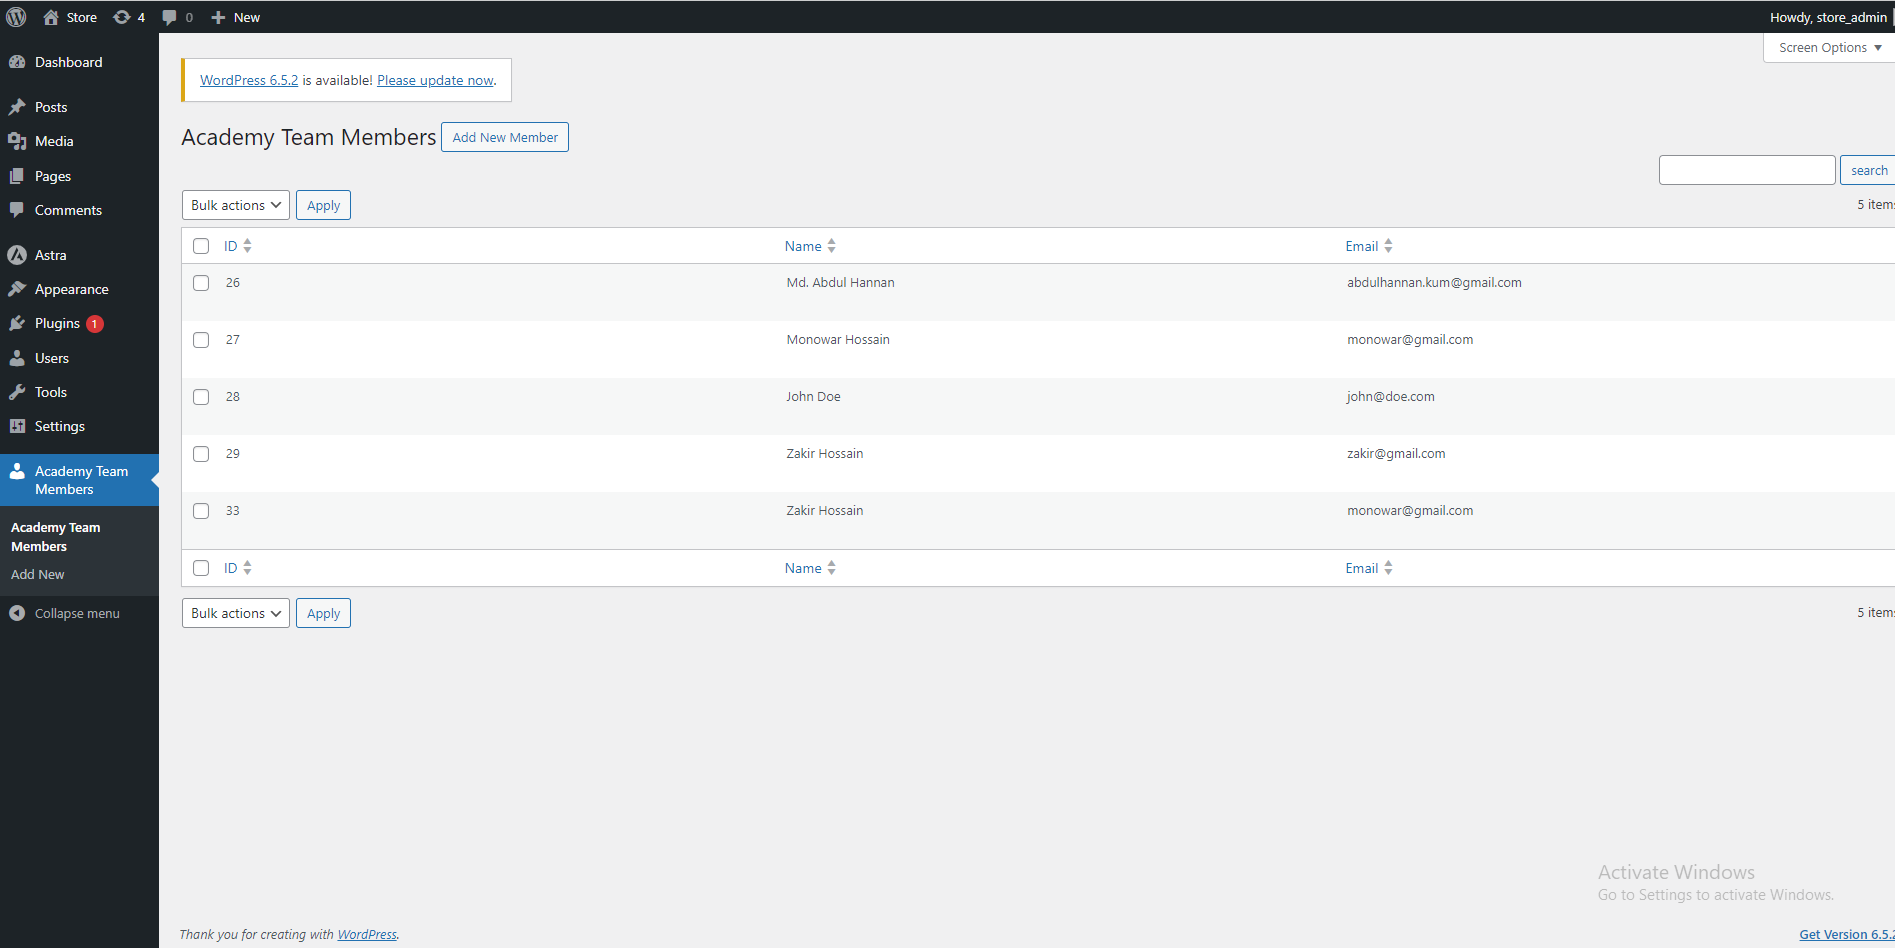 Store 4 0 New Howdy, store_admin
Screen Options
Dashboard
Posts
Media
Pages
Comments
Astra
Appearance
Plugins 1
Users
Tools
Settings
Academy Team
Members
Academy Team
Members
Add New
Collapse menu
WordPress 6.5.2 is available! Please update now.
Academy Team Members Add New Member
search
Bulk actions Apply 5 items
ID Name Email
26 Md. Abdul Hannan abdulhannan.kum@gmail.com
27 Monowar Hossain monowar@gmail.com
28 John Doe john@doe.com
29 Zakir Hossain zakir@gmail.com
33 Zakir Hossain monowar@gmail.com
ID Name Email
Bulk actions Apply 5 items
Activate Windows
Go to Settings to activate Windows.
Thank you for creating with WordPress. Get Version 6.5.2